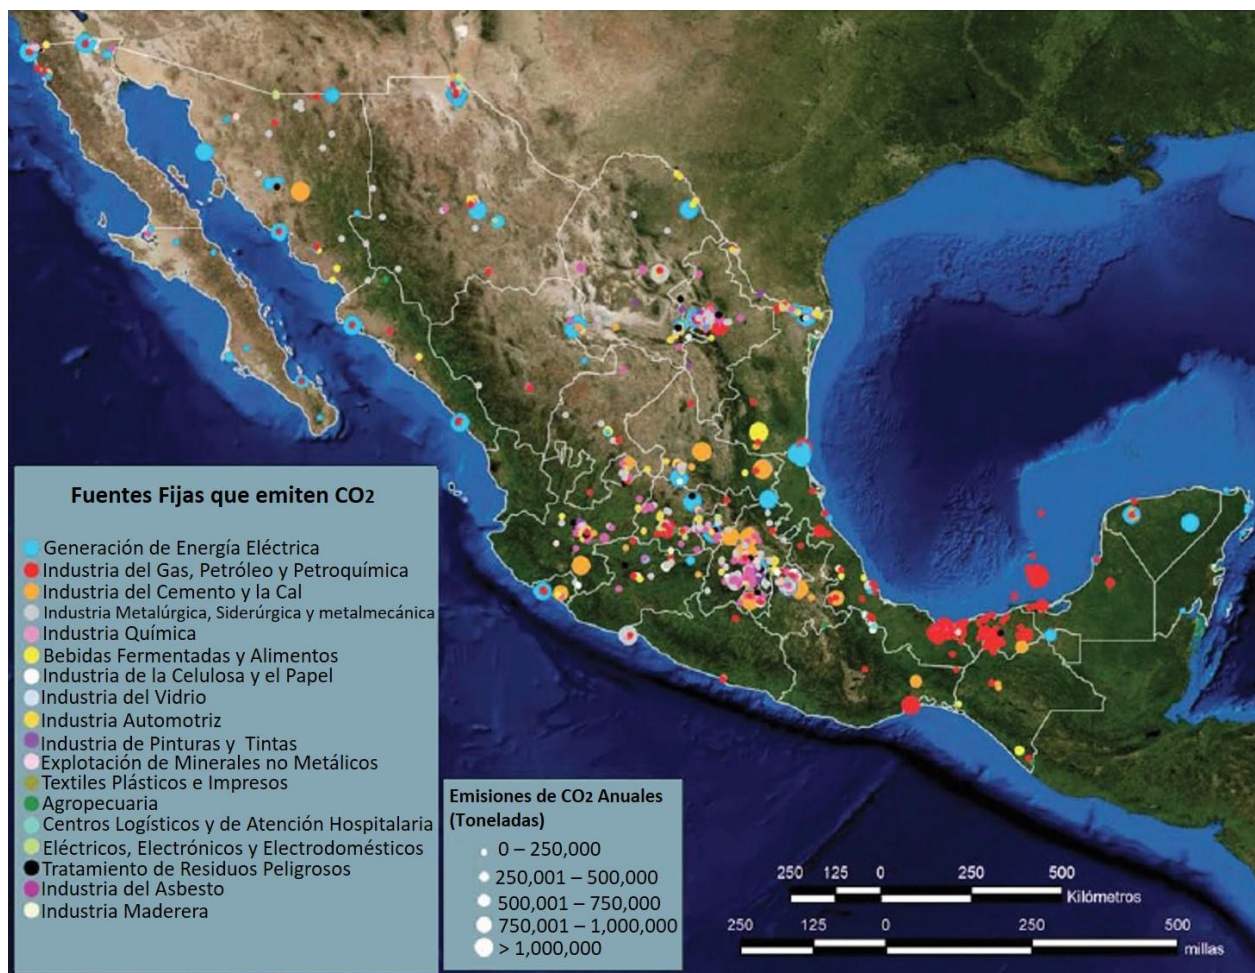 Fuentes Fijas que emiten CO2
Generación de Energía Eléctrica
Industria del Gas, Petróleo y Petroquímica
Industria del Cemento y la Cal
Industria Metalúrgica, Siderúrgica y metalmecánica
Industria Química
Bebidas Fermentadas y Alimentos
Industria de la Celulosa y el Papel
Industria del Vidrio
Industria Automotriz
Industria de Pinturas y Tintas
Explotación de Minerales no Metálicos
Textiles Plásticos e Impresos
Agropecuaria
Centros Logísticos y de Atención Hospitalaria
Eléctricos, Electrónicos y Electrodomésticos
Tratamiento de Residuos Peligrosos
Industria del Asbesto
Industria Maderera
Emisiones de CO2 Anuales
(Toneladas)
0 – 250,000
250,001 – 500,000
500,001 – 750,000
750,001 – 1,000,000
> 1,000,000
250 125 0 250 500
Kilómetros
250 125 0 250 500
millas